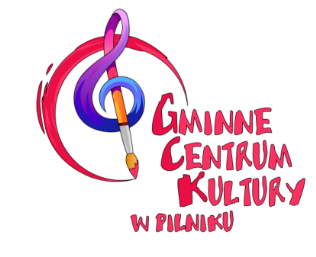 GMINNE
CENTRUM
KULTURY
W PILNIKU